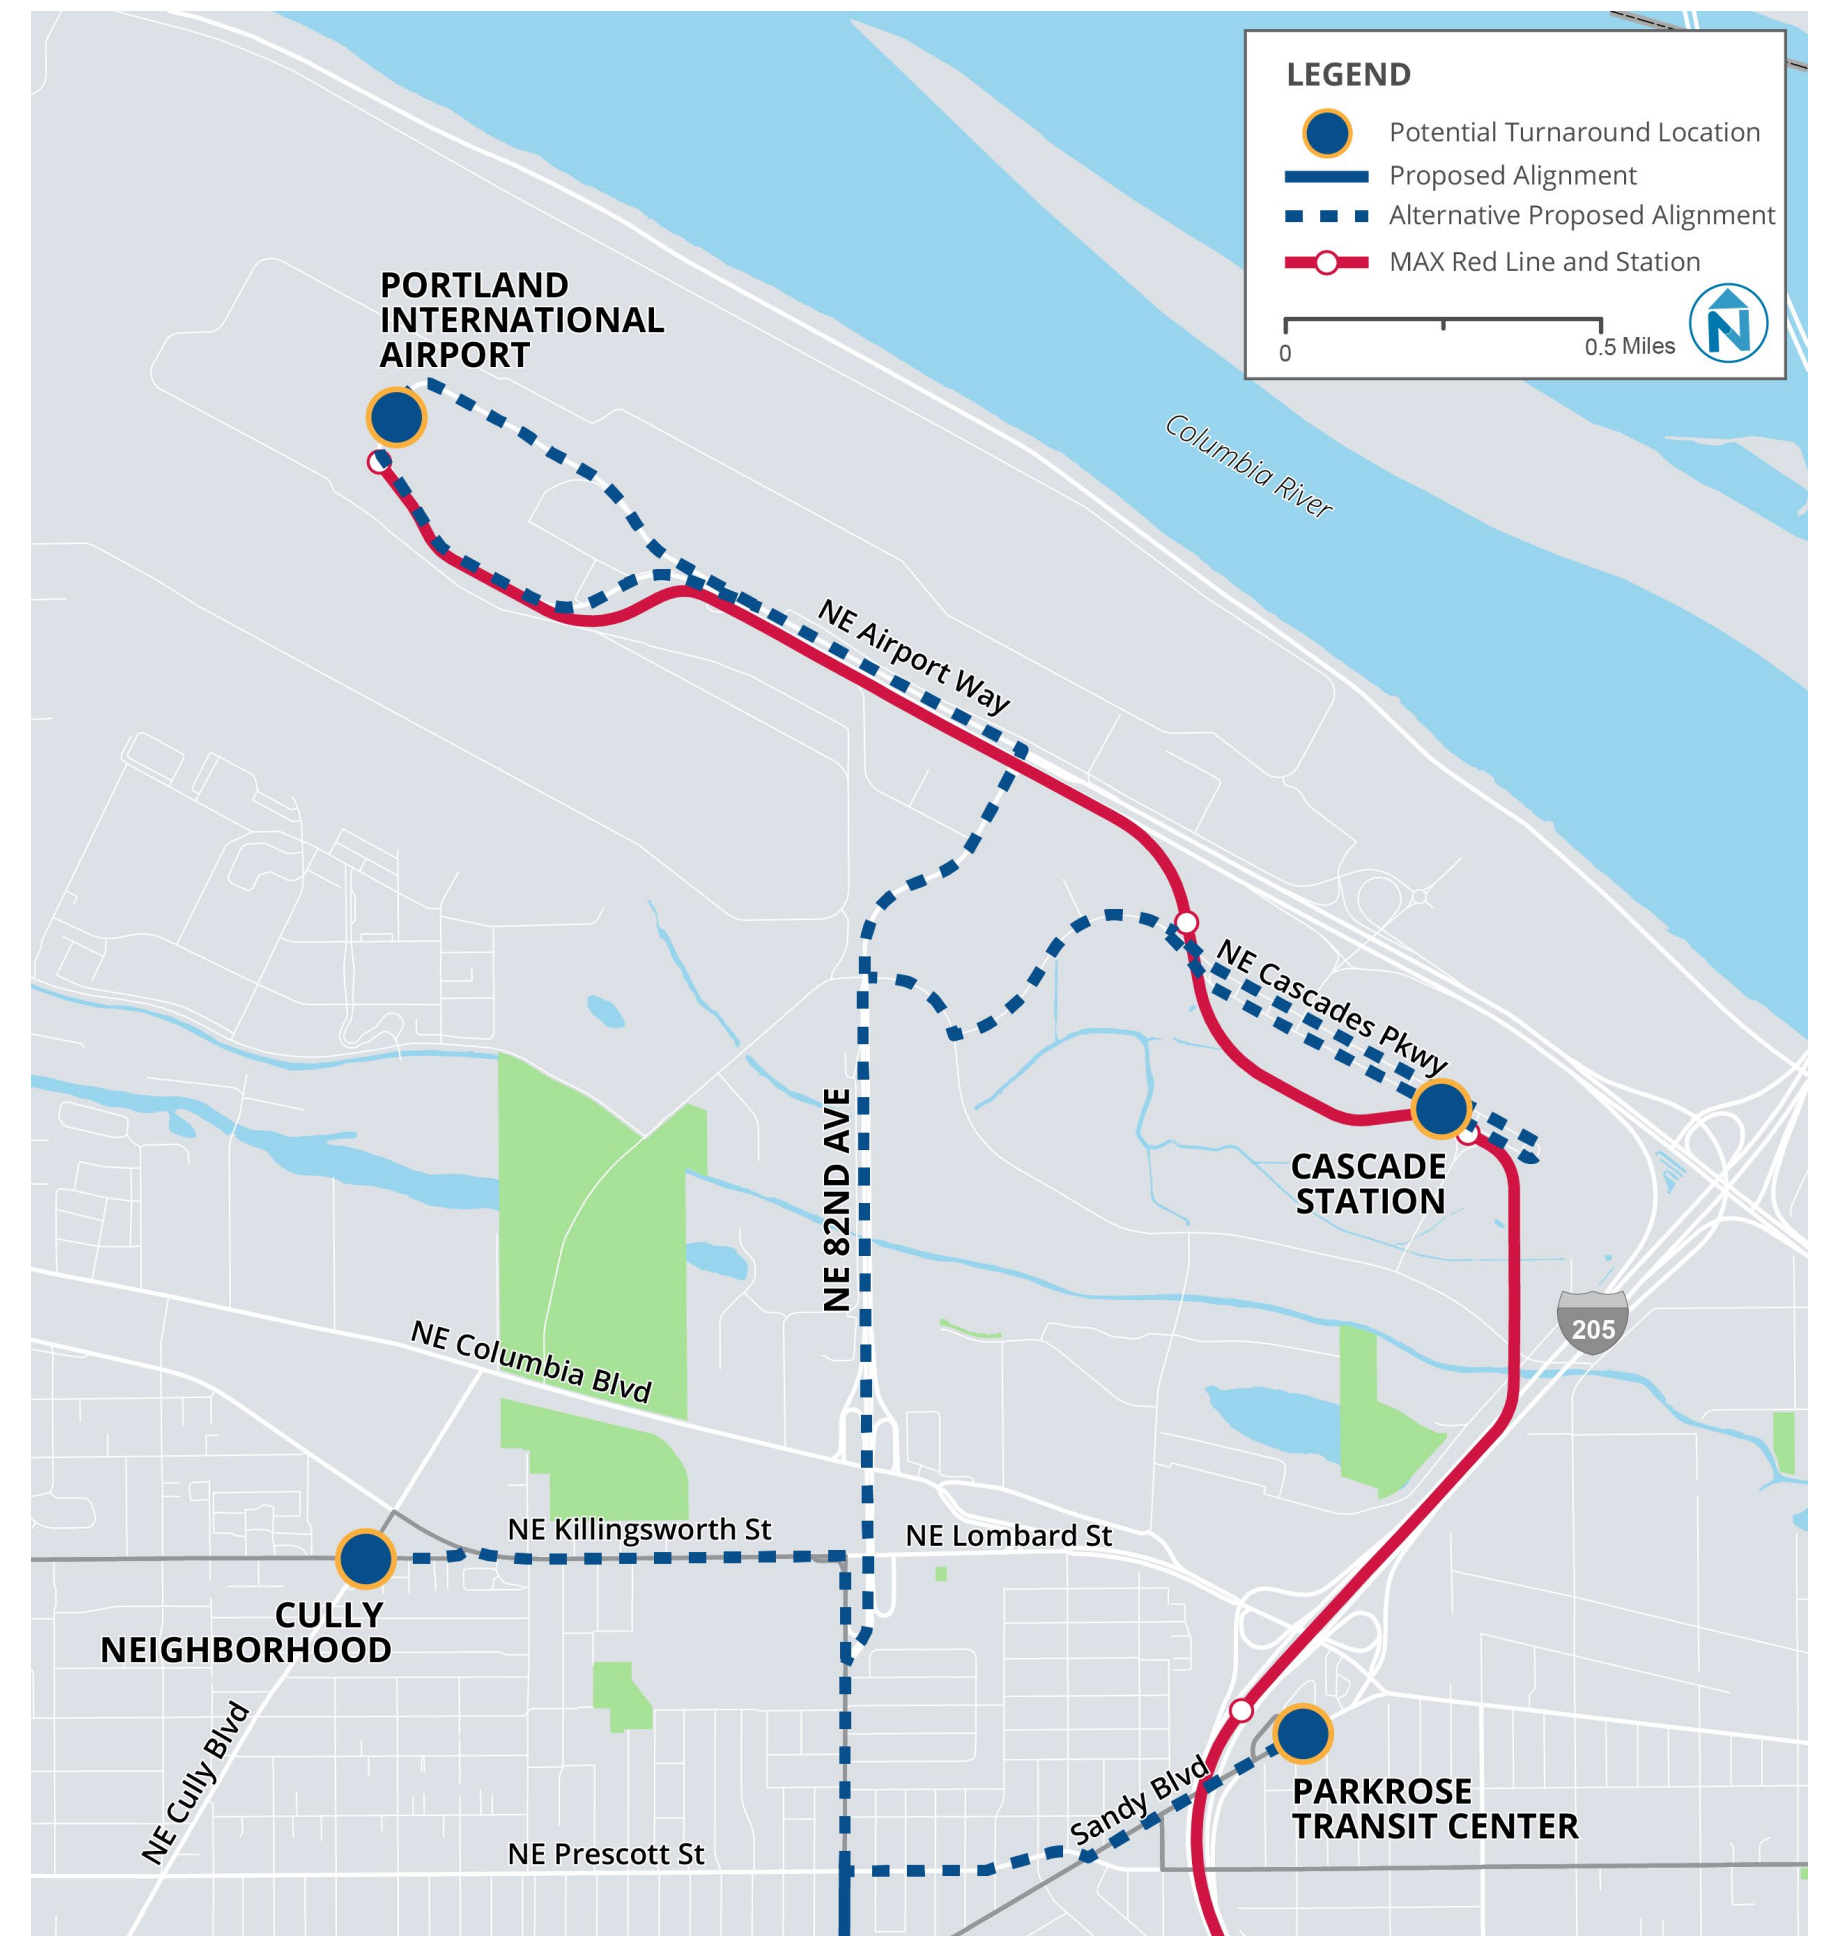 LEGEND
Potential Turnaround Location
Proposed Alignment
Alternative Proposed Alignment
MAX Red Line and Station
0
0.5 Miles
N
PORTLAND
INTERNATIONAL
AIRPORT
Columbia River
NE Airport Way
NE Cascades Pkwy
NE 82ND AVE
CASCADE
STATION
205
NE Columbia Blvd
NE Killingsworth St
NE Lombard St
CULLY
NEIGHBORHOOD
NE Cully Blvd
Sandy Blvd
PARKROSE
TRANSIT CENTER
NE Prescott St